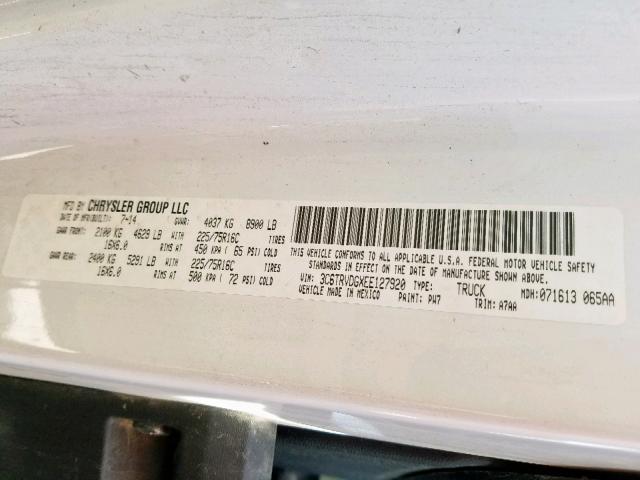 MFD BY CHRYSLER GROUP LLC
DATE OF MFR(BUILT): 7-14 GVWR: 4037 KG 8900 LB
GAWR FRONT: 2100 KG 4629 LB WITH 225/75R16C TIRES
16X6.0 RIMS AT 450 KPA ( 65 PSI) COLD
GAWR REAR: 2400 KG 5291 LB WITH 225/75R16C TIRES
16X6.0 RIMS AT 500 KPA ( 72 PSI) COLD
THIS VEHICLE CONFORMS TO ALL APPLICABLE U.S.A. FEDERAL MOTOR VEHICLE SAFETY
STANDARDS IN EFFECT ON THE DATE OF MANUFACTURE SHOWN ABOVE.
VIN: 3C6TRVDGXEE127920 TYPE: TRUCK MDH: 071613 065AA
VEHICLE MADE IN MEXICO PAINT: PW7 TRIM: A7AA